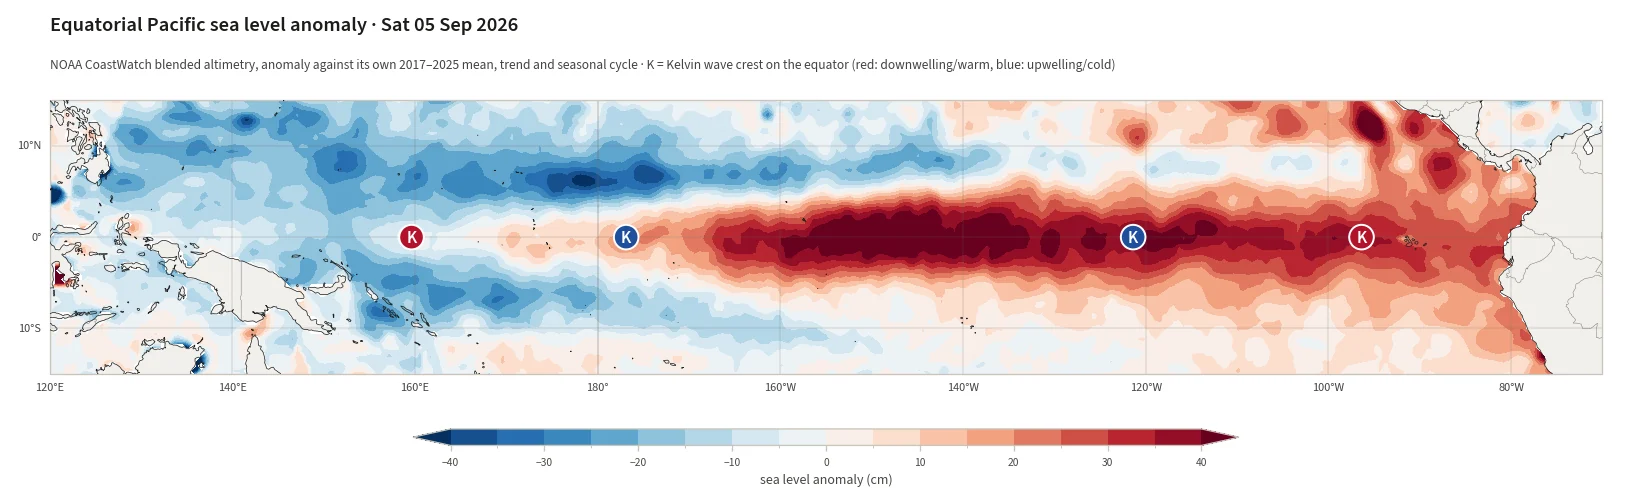 Equatorial Pacific sea level anomaly · Sat 05 Sep 2026
NOAA CoastWatch blended altimetry, anomaly against its own 2017–2025 mean, trend and seasonal cycle · K = Kelvin wave crest on the equator (red: downwelling/warm, blue: upwelling/cold)
10°N
0°
10°S
K K K K
120°E 140°E 160°E 180° 160°W 140°W 120°W 100°W 80°W
−40 −30 −20 −10 0 10 20 30 40
sea level anomaly (cm)